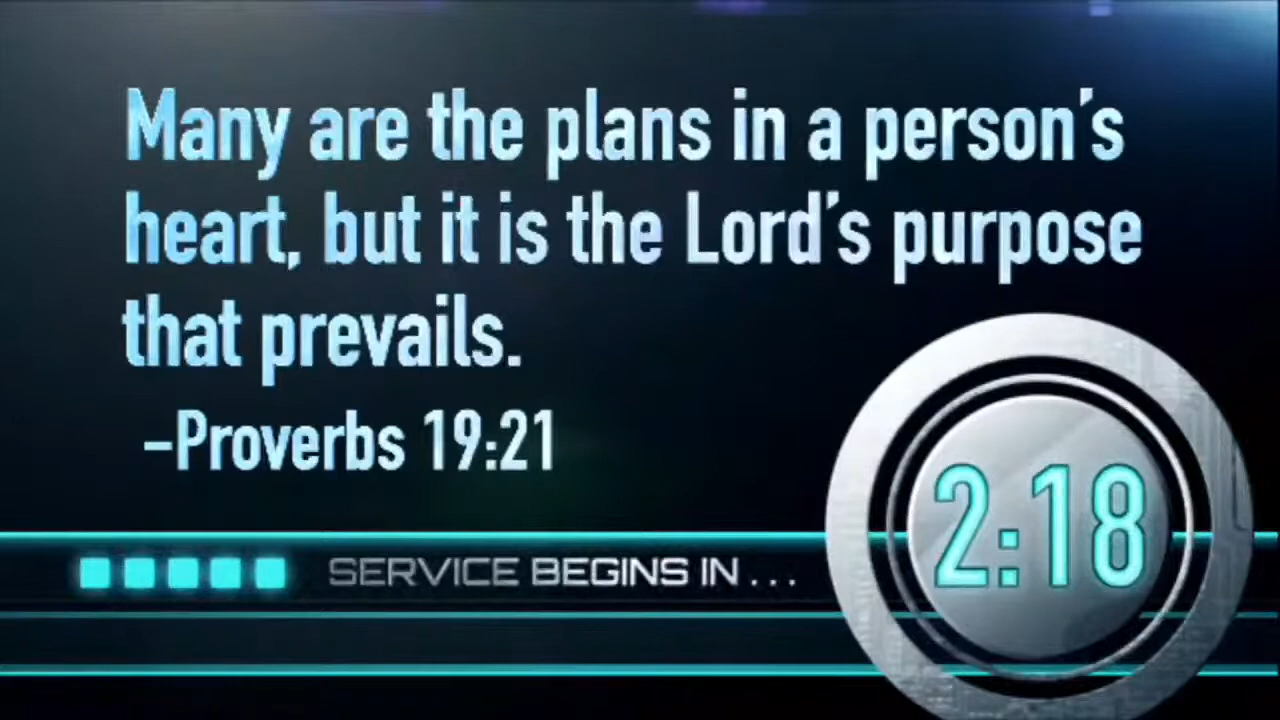 Many are the plans in a person's
heart, but it is the Lord's purpose
that prevails.
–Proverbs 19:21
SERVICE BEGINS IN . . .
2:18